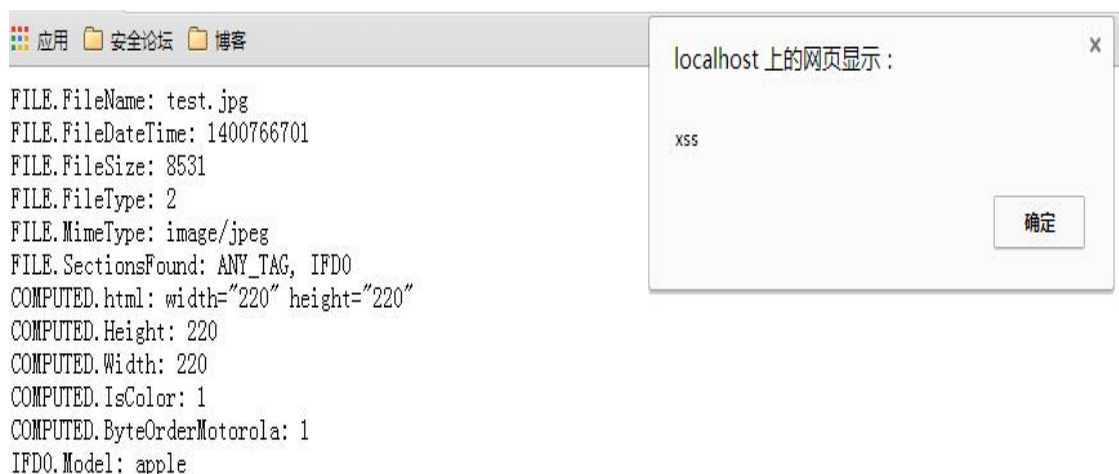 应用 安全论坛 博客
localhost 上的网页显示：
x
xss
确定
FILE.FileName: test.jpg
FILE.FileDateTime: 1400766701
FILE.FileSize: 8531
FILE.FileType: 2
FILE.MimeType: image/jpeg
FILE.SectionsFound: ANY_TAG, IFD0
COMPUTED.html: width="220" height="220"
COMPUTED.Height: 220
COMPUTED.Width: 220
COMPUTED.IsColor: 1
COMPUTED.ByteOrderMotorola: 1
IFD0.Model: apple